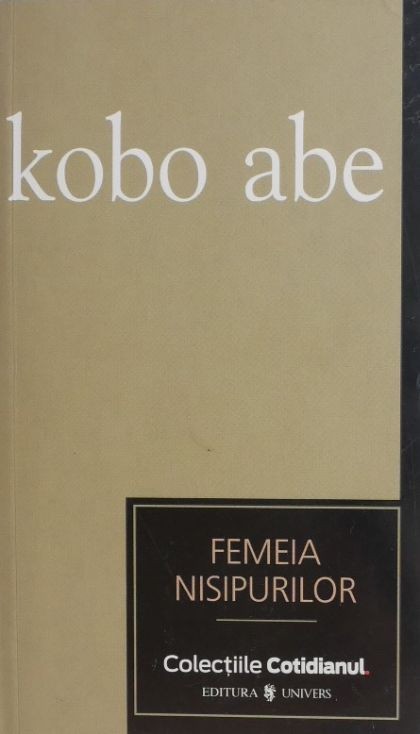 kobo abe
FEMEIA
NISIPURILOR
Colecțiile Cotidianul.
EDITURA UNIVERS